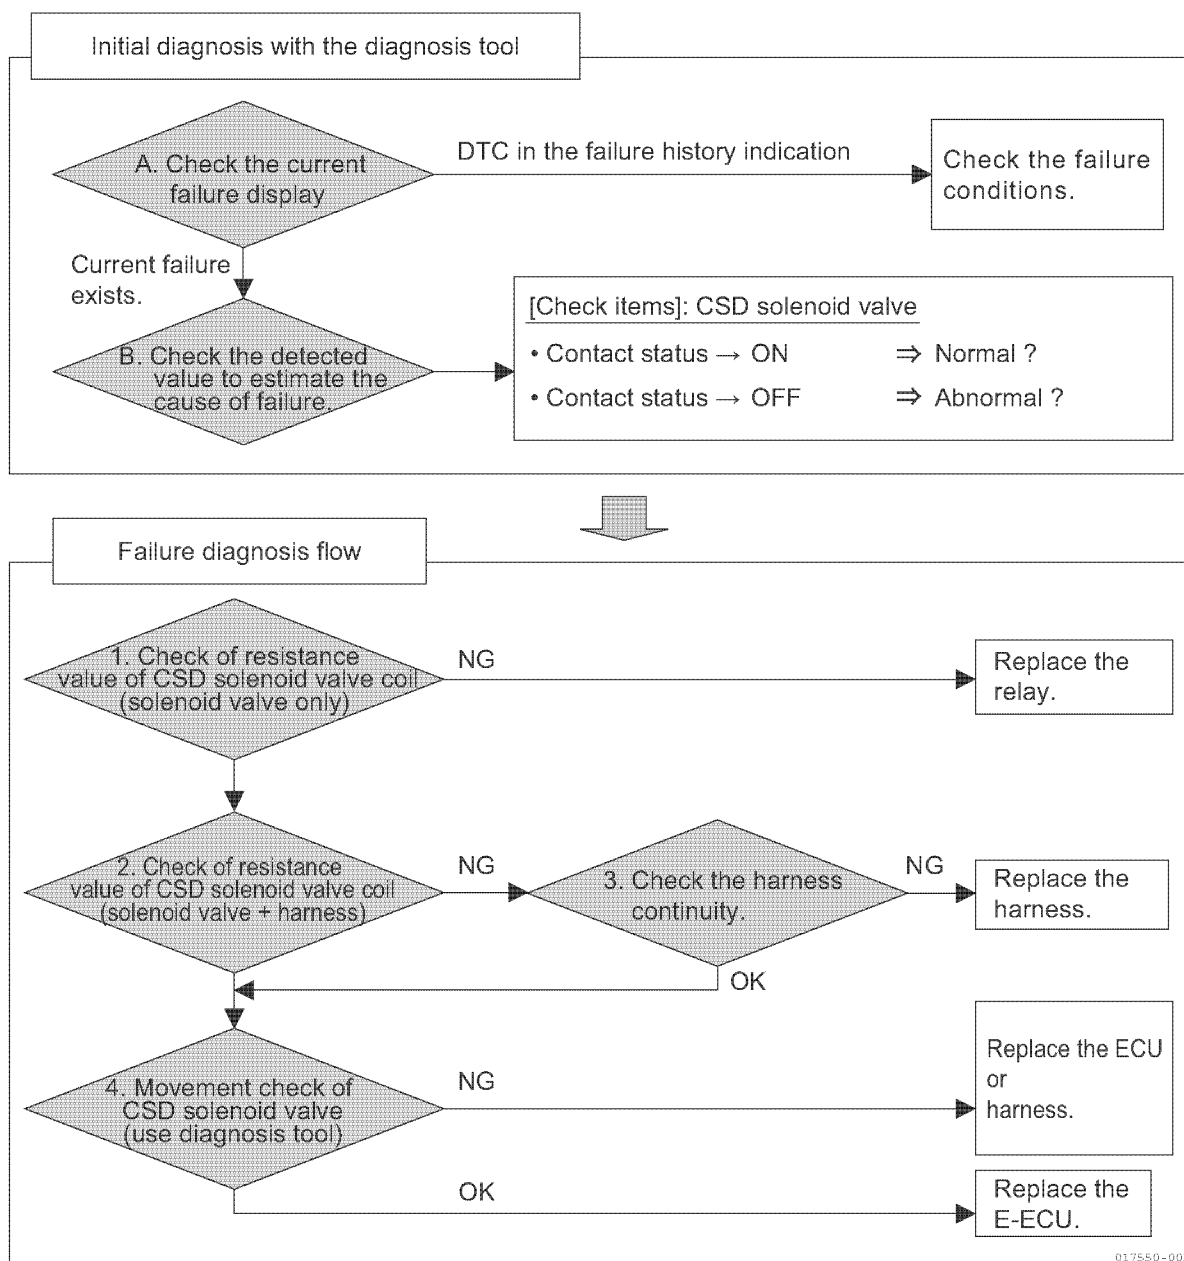 Initial diagnosis with the diagnosis tool
A. Check the current
failure display
DTC in the failure history indication
Check the failure
conditions.
Current failure
exists.
B. Check the detected
value to estimate the
cause of failure.
[Check items]: CSD solenoid valve
• Contact status → ON ⇒ Normal ?
• Contact status → OFF ⇒ Abnormal ?
Failure diagnosis flow
1. Check of resistance
value of CSD solenoid valve coil
(solenoid valve only)
NG
Replace the
relay.
2. Check of resistance
value of CSD solenoid valve coil
(solenoid valve + harness)
NG
3. Check the harness
continuity.
NG
Replace the
harness.
OK
4. Movement check of
CSD solenoid valve
(use diagnosis tool)
NG
Replace the ECU
or
harness.
OK
Replace the
E-ECU.